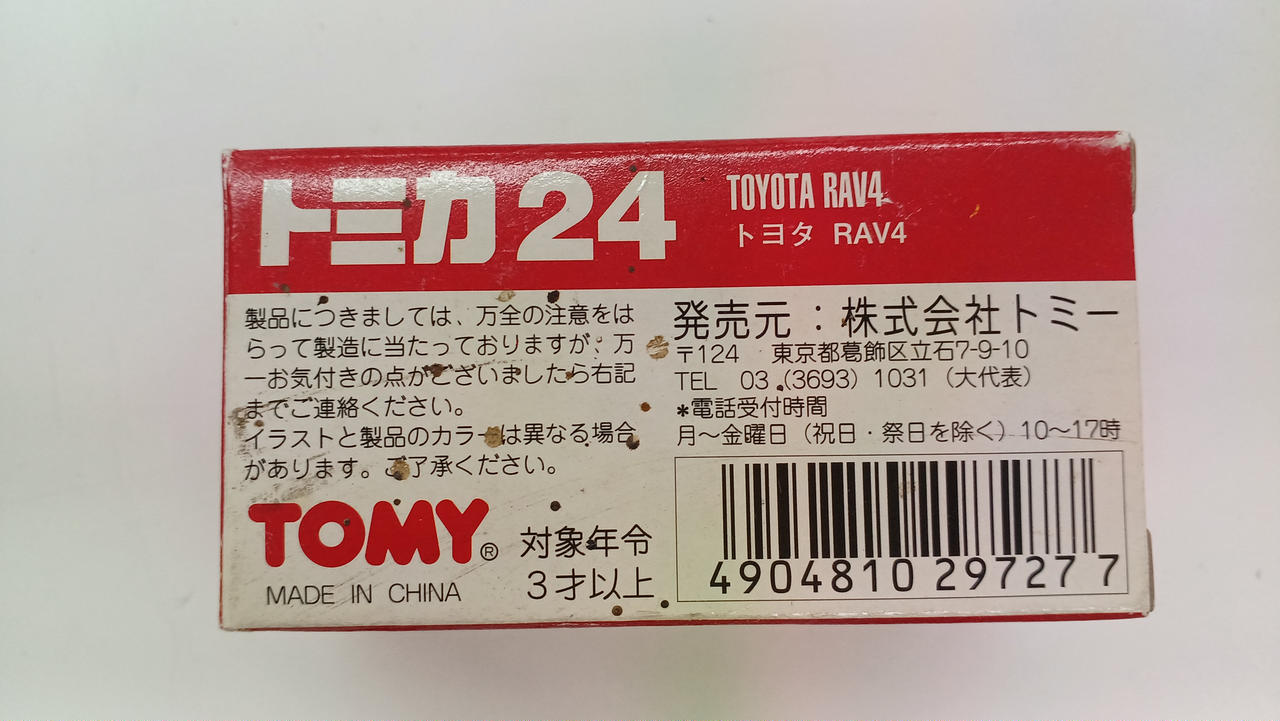 トミカ 24
TOYOTA RAV4
トヨタ RAV4
製品につきましては、万全の注意をは
らって製造に当たっておりますが、万
一お気付きの点がございましたら右記
までご連絡ください。
イラストと製品のカラーは異なる場合
があります。ご了承ください。
TOMY®
MADE IN CHINA
対象年令
3才以上
発売元：株式会社トミー
〒124 東京都葛飾区立石7-9-10
TEL 03 (3693) 1031（大代表）
*電話受付時間
月〜金曜日（祝日・祭日を除く）10〜17時
4904810 297277